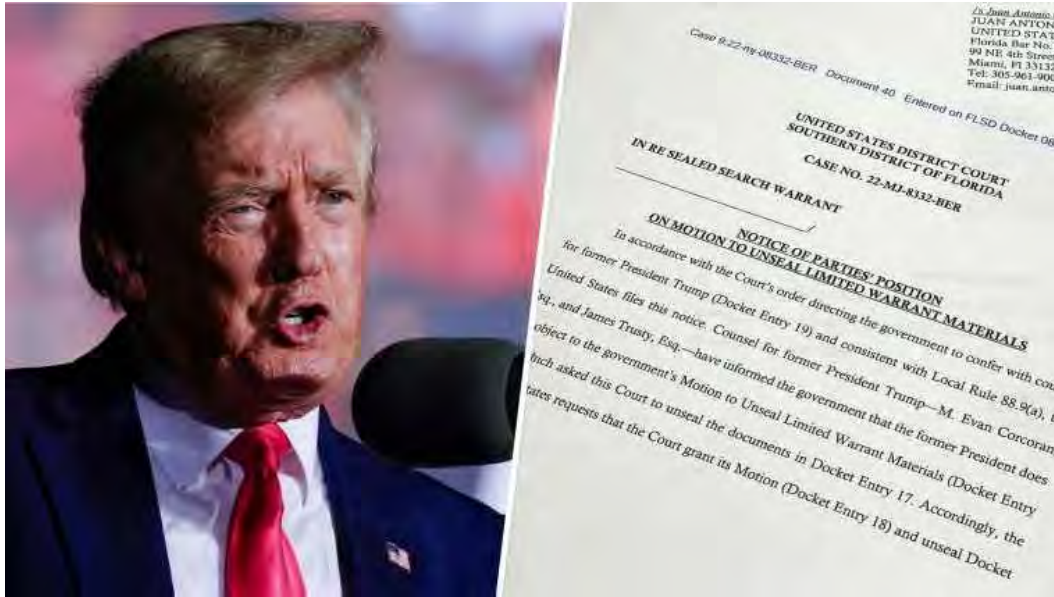 /s Juan Antonio
JUAN ANTON
UNITED STAT
Florida Bar No.
99 NE 4th Street
Miami, Fl 33132
Tel: 305-961-900
Email: juan.anto
Case 9:22-mj-08332-BER Document 40 Entered on FLSD Docket 08
UNITED STATES DISTRICT COURT
SOUTHERN DISTRICT OF FLORIDA
CASE NO. 22-MJ-8332-BER
IN RE SEALED SEARCH WARRANT
/
NOTICE OF PARTIES' POSITION
ON MOTION TO UNSEAL LIMITED WARRANT MATERIALS
In accordance with the Court's order directing the government to confer with cou
for former President Trump (Docket Entry 19) and consistent with Local Rule 88.9(a), t
United States files this notice. Counsel for former President Trump—M. Evan Corcoran
sq., and James Trusty, Esq.—have informed the government that the former President does
object to the government's Motion to Unseal Limited Warrant Materials (Docket Entry
hich asked this Court to unseal the documents in Docket Entry 17. Accordingly, the
tates requests that the Court grant its Motion (Docket Entry 18) and unseal Docket